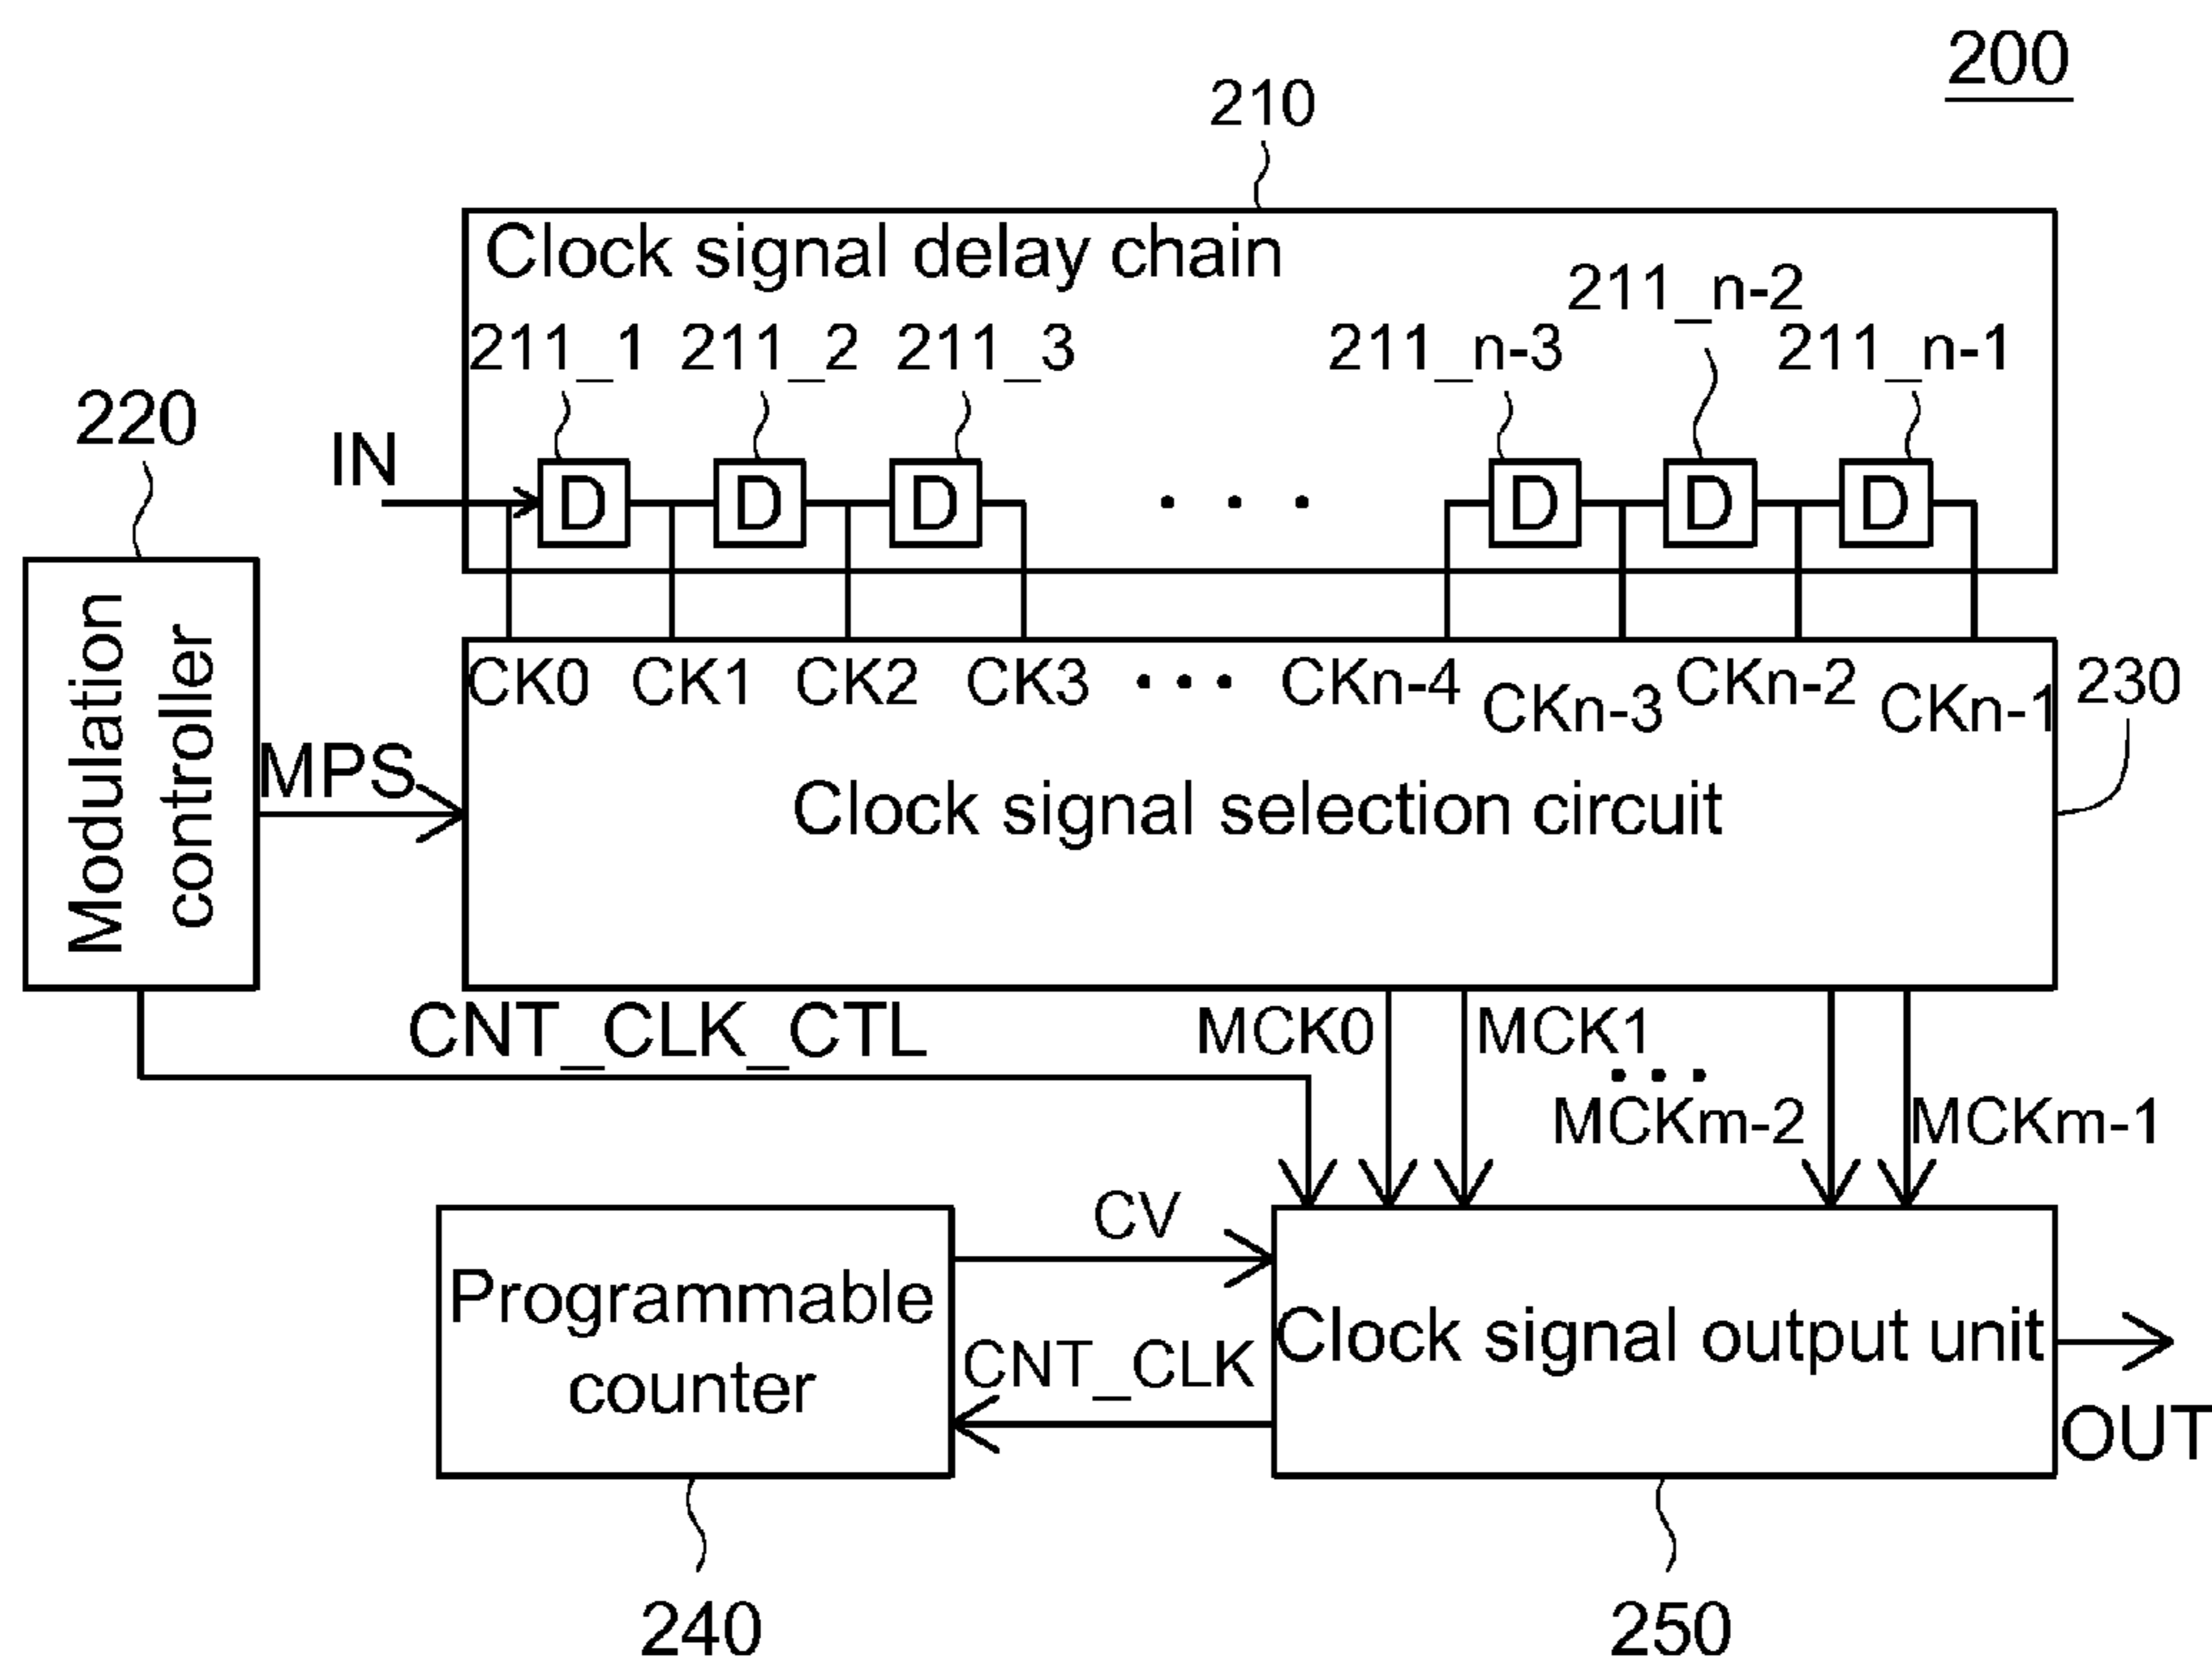 200
210
Clock signal delay chain
211_1 211_2 211_3 211_n-3 211_n-2 211_n-1
220
IN
D D D ... D D D
Modulation
controller
CK0 CK1 CK2 CK3 ... CKn-4 CKn-3 CKn-2 CKn-1
230
MPS
Clock signal selection circuit
CNT_CLK_CTL
MCK0 MCK1 ... MCKm-2 MCKm-1
CV
Programmable
counter
CNT_CLK
Clock signal output unit
OUT
240
250